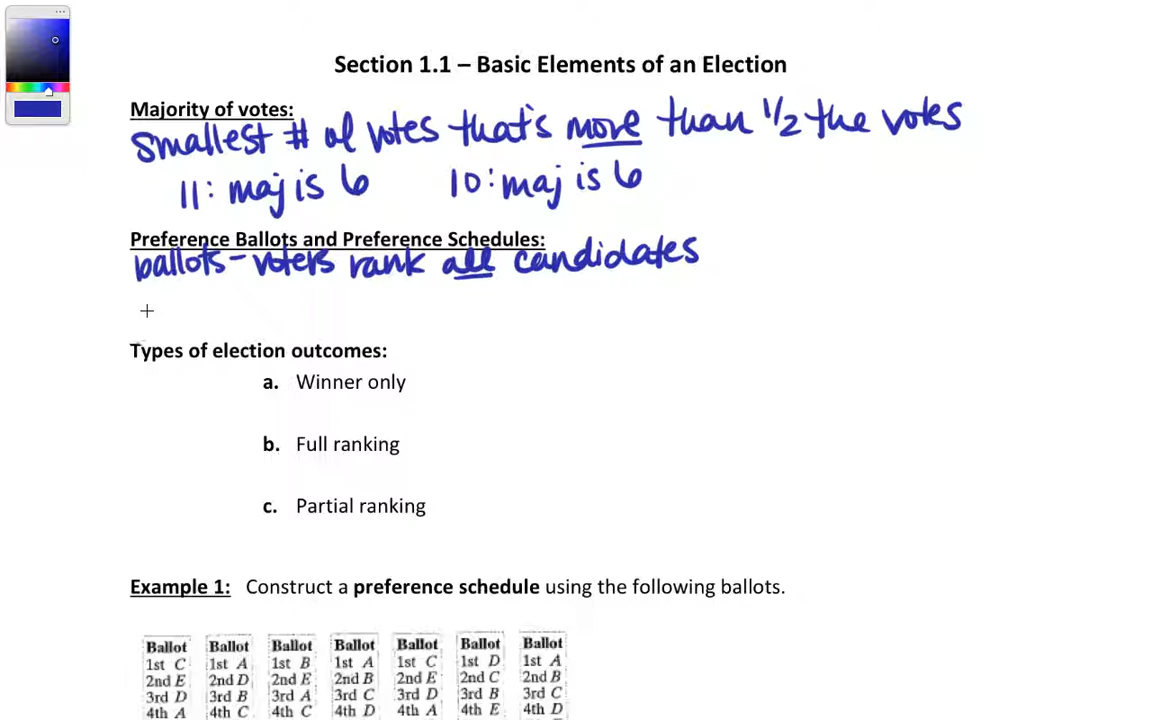 Section 1.1 – Basic Elements of an Election
Majority of votes:
smallest # of votes that's more than 1/2 the votes
11: maj is 6 10: maj is 6
Preference Ballots and Preference Schedules:
ballots - voters rank all candidates
Types of election outcomes:
a. Winner only
b. Full ranking
c. Partial ranking
Example 1: Construct a preference schedule using the following ballots.
Ballot Ballot Ballot Ballot Ballot Ballot Ballot
1st C 1st A 1st B 1st A 1st C 1st D 1st A
2nd E 2nd D 2nd E 2nd B 2nd E 2nd C 2nd B
3rd D 3rd B 3rd A 3rd C 3rd D 3rd B 3rd C
4th A 4th C 4th C 4th D 4th A 4th E 4th D